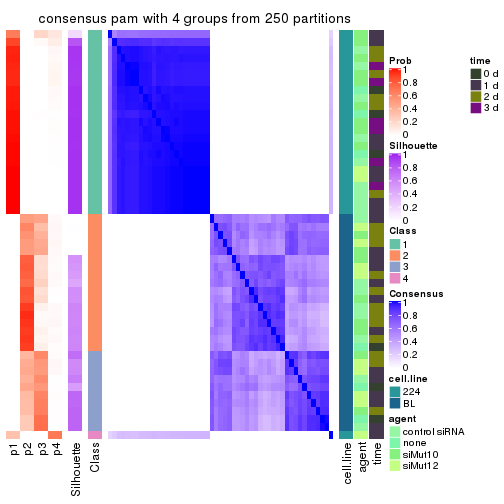 consensus pam with 4 groups from 250 partitions
Prob
1
0.8
0.6
0.4
0.2
0
time
0 d
1 d
2 d
3 d
Silhouette
1
0.8
0.6
0.4
0.2
0
Class
1
2
3
4
Consensus
1
0.8
0.6
0.4
0.2
0
cell.line
224
BL
agent
control siRNA
none
siMut10
siMut12
p1
p2
p3
p4
Silhouette
Class
cell.line
agent
time